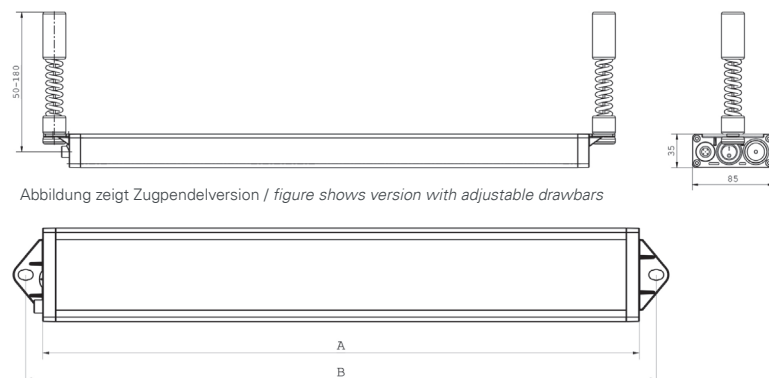 50-180
35
85
Abbildung zeigt Zugpendelversion / figure shows version with adjustable drawbars
A
B